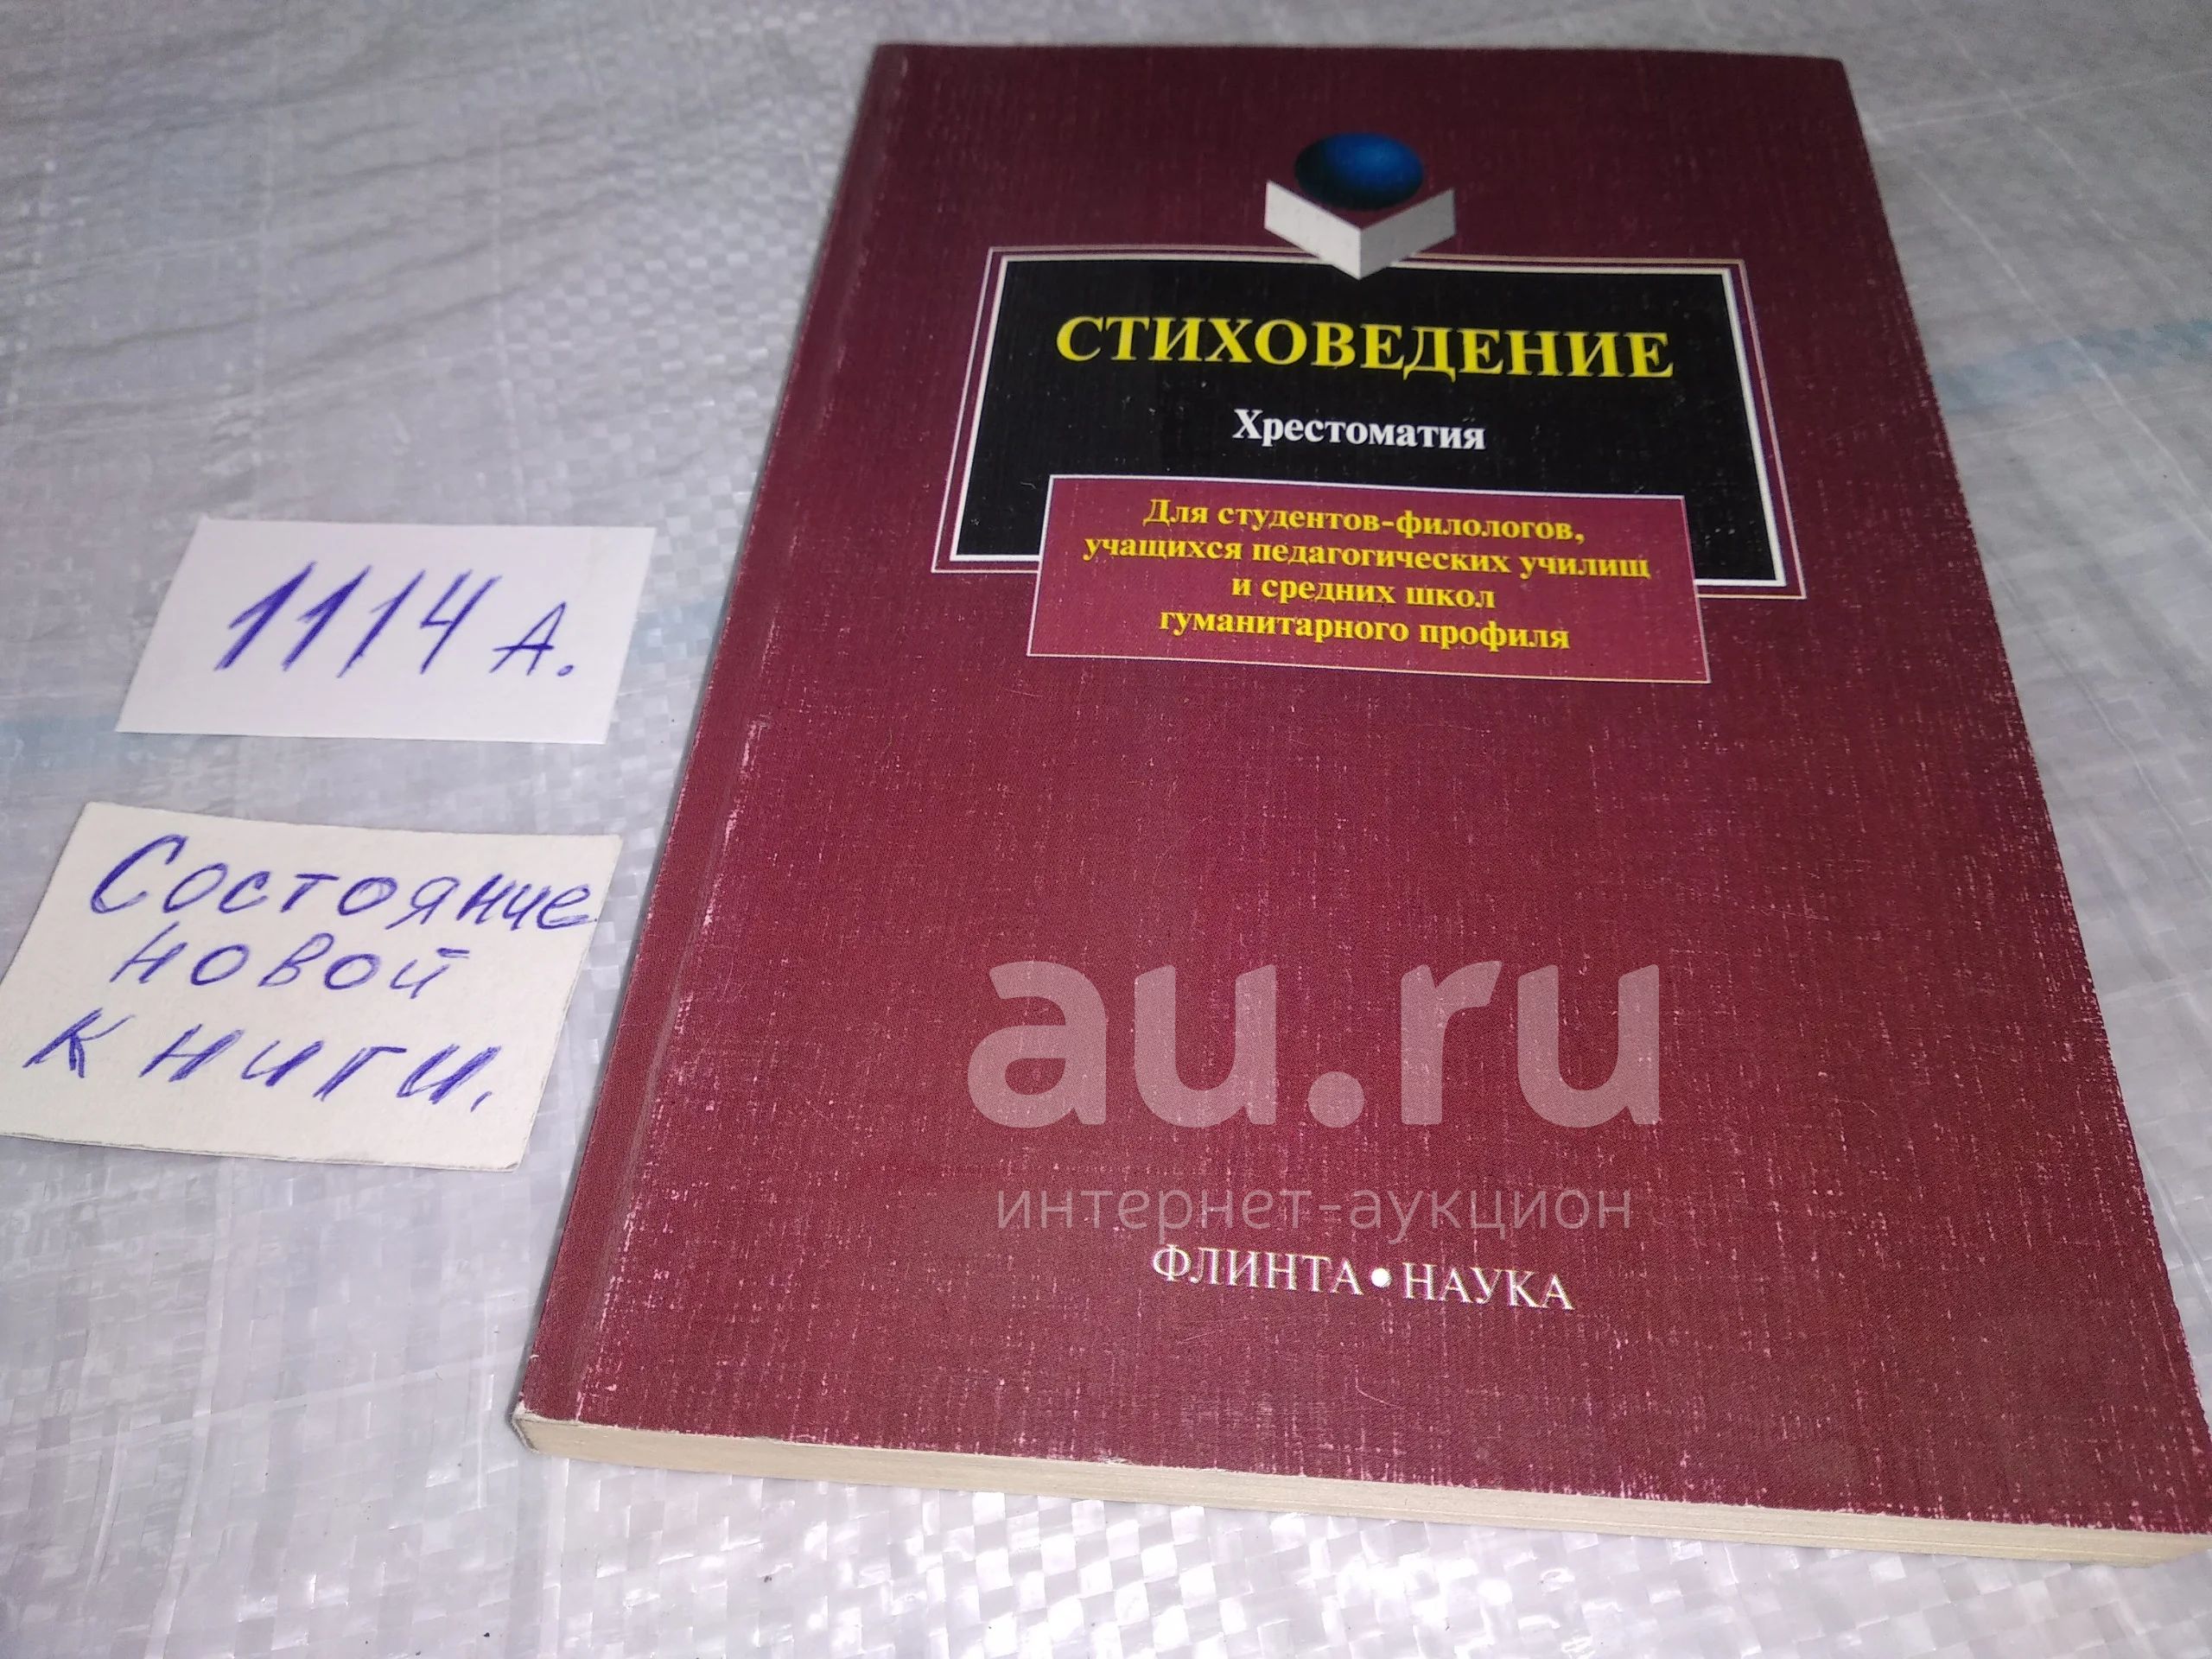 СТИХОВЕДЕНИЕ
Хрестоматия
Для студентов-филологов,
учащихся педагогических училищ
и средних школ
гуманитарного профиля
1114 А.
Состояние
новой
книги.
au.ru
интернет-аукцион
ФЛИНТА•НАУКА